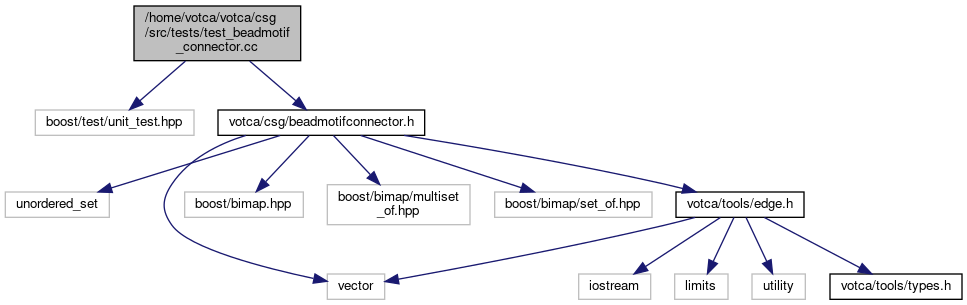 /home/votca/votca/csg
/src/tests/test_beadmotif
_connector.cc
boost/test/unit_test.hpp
votca/csg/beadmotifconnector.h
unordered_set
boost/bimap.hpp
boost/bimap/multiset
_of.hpp
boost/bimap/set_of.hpp
votca/tools/edge.h
vector
iostream
limits
utility
votca/tools/types.h